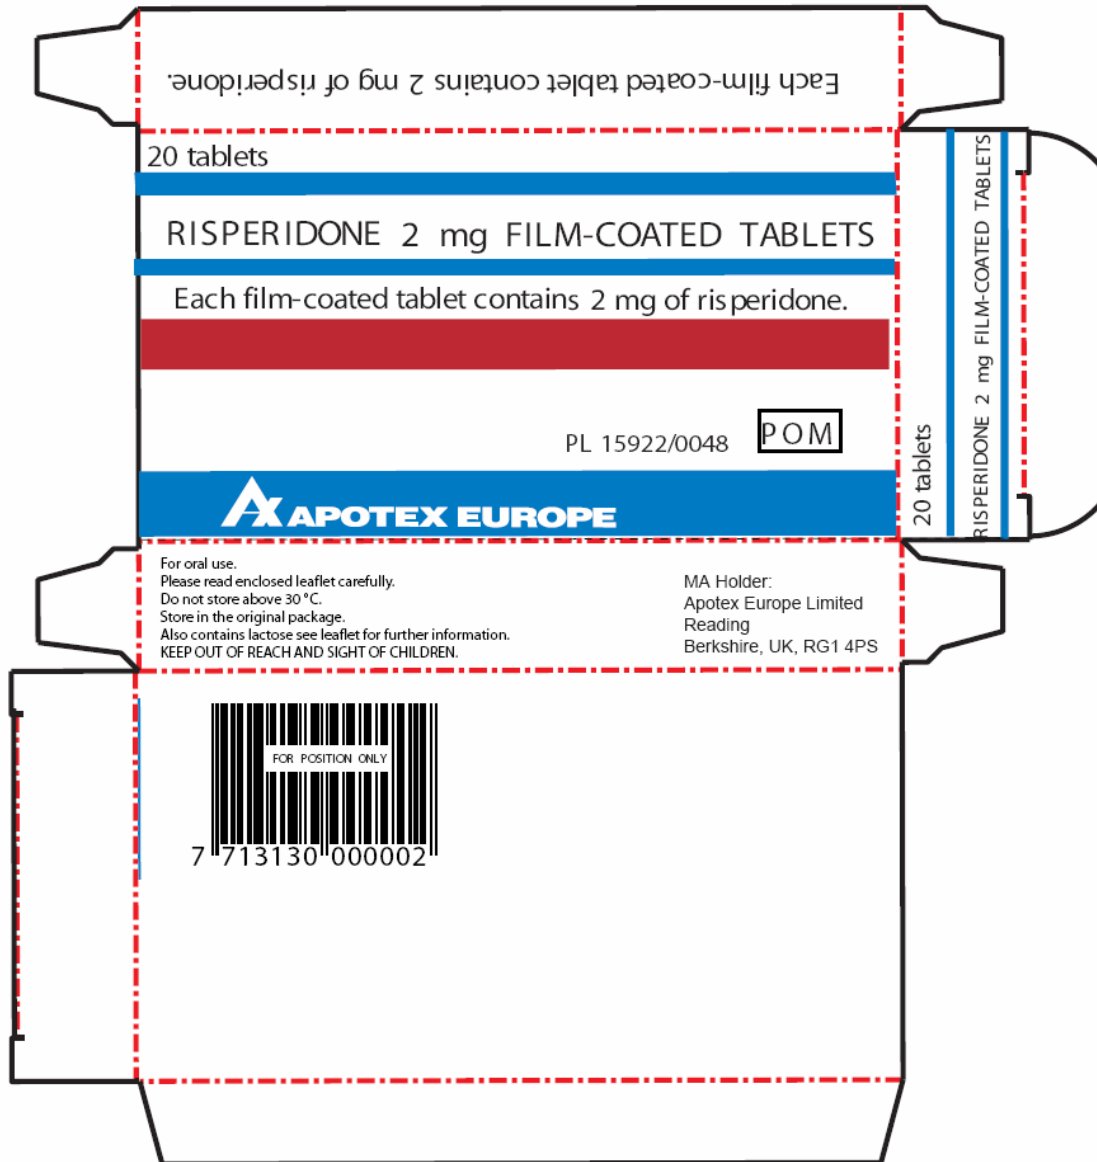 Each film-coated tablet contains 2 mg of risperidone.
20 tablets
RISPERIDONE 2 mg FILM-COATED TABLETS
Each film-coated tablet contains 2 mg of risperidone.
PL 15922/0048
POM
APOTEX EUROPE
20 tablets
RISPERIDONE 2 mg FILM-COATED TABLETS
For oral use.
Please read enclosed leaflet carefully.
Do not store above 30 °C.
Store in the original package.
Also contains lactose see leaflet for further information.
KEEP OUT OF REACH AND SIGHT OF CHILDREN.
MA Holder:
Apotex Europe Limited
Reading
Berkshire, UK, RG1 4PS
FOR POSITION ONLY
7 713130 000002